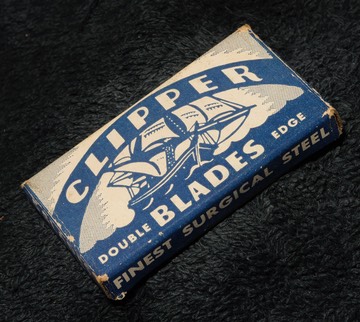 CLIPPER
DOUBLE EDGE
BLADES
FINEST SURGICAL STEEL